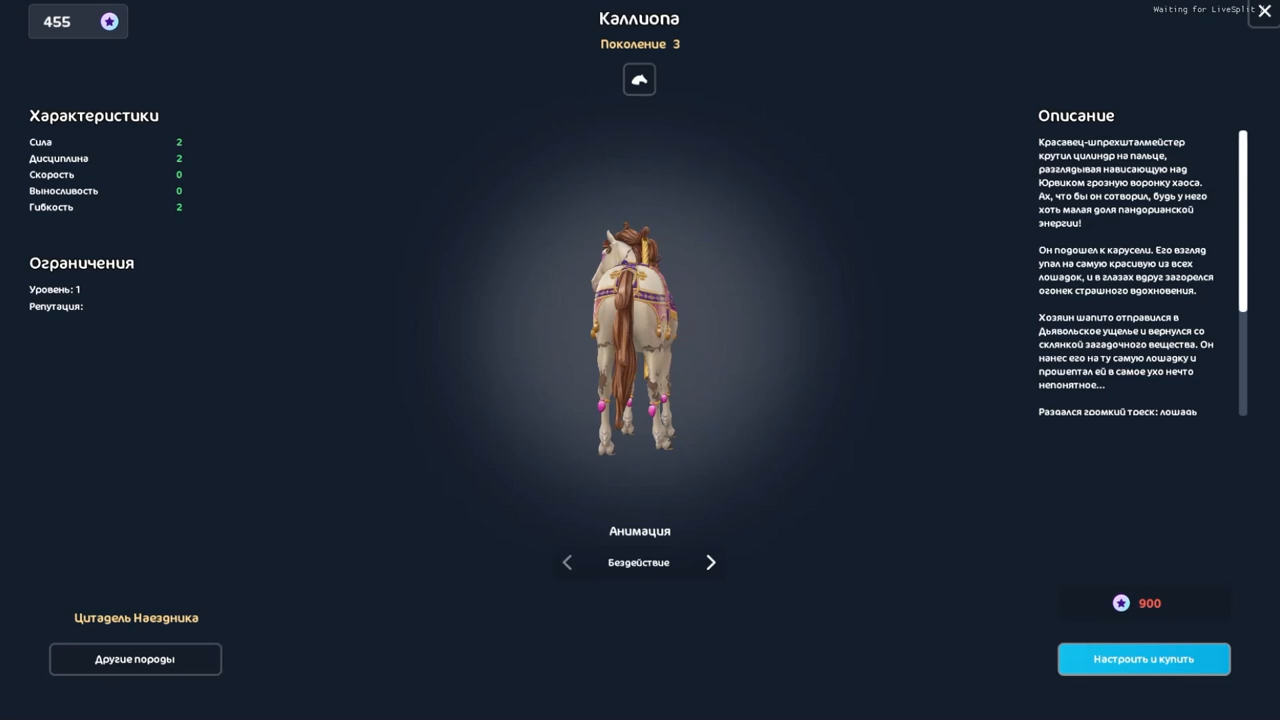 455
Каллиопа
Waiting for LiveSplit
Поколение 3
Характеристики
Сила 2
Дисциплина 2
Скорость 0
Выносливость 0
Гибкость 2
Ограничения
Уровень: 1
Репутация:
Описание
Красавец-шпрехшталмейстер
крутил цилиндр на пальце,
разглядывая нависающую над
Юрвиком грозную воронку хаоса.
Ах, что бы он сотворил, будь у него
хоть малая доля пандорианской
энергии!
Он подошел к карусели. Его взгляд
упал на самую красивую из всех
лошадок, и в глазах вдруг загорелся
огонек страшного вдохновения.
Хозяин шапито отправился в
Дьявольское ущелье и вернулся со
склянкой загадочного вещества. Он
нанес его на ту самую лошадку и
прошептал ей в самое ухо нечто
непонятное...
Раздался громкий треск: лошадь
Анимация
Бездействие
Цитадель Наездника
Другие породы
900
Настроить и купить